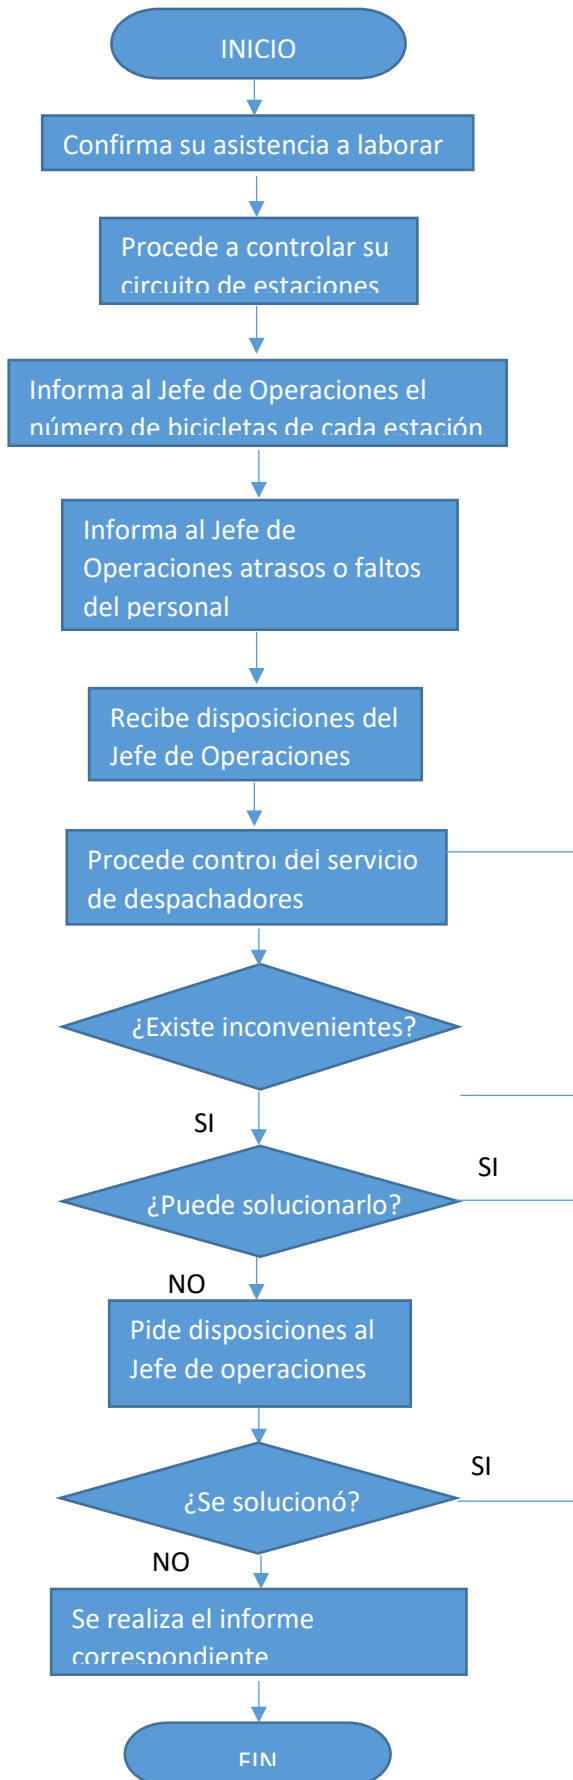 INICIO
Confirma su asistencia a laborar
Procede a controlar su
circuito de estaciones
Informa al Jefe de Operaciones el
número de bicicletas de cada estación
Informa al Jefe de
Operaciones atrasos o faltos
del personal
Recibe disposiciones del
Jefe de Operaciones
Procede control del servicio
de despachadores
¿Existe inconvenientes?
SI
SI
¿Puede solucionarlo?
NO
Pide disposiciones al
Jefe de operaciones
SI
¿Se solucionó?
NO
Se realiza el informe
correspondiente
FIN